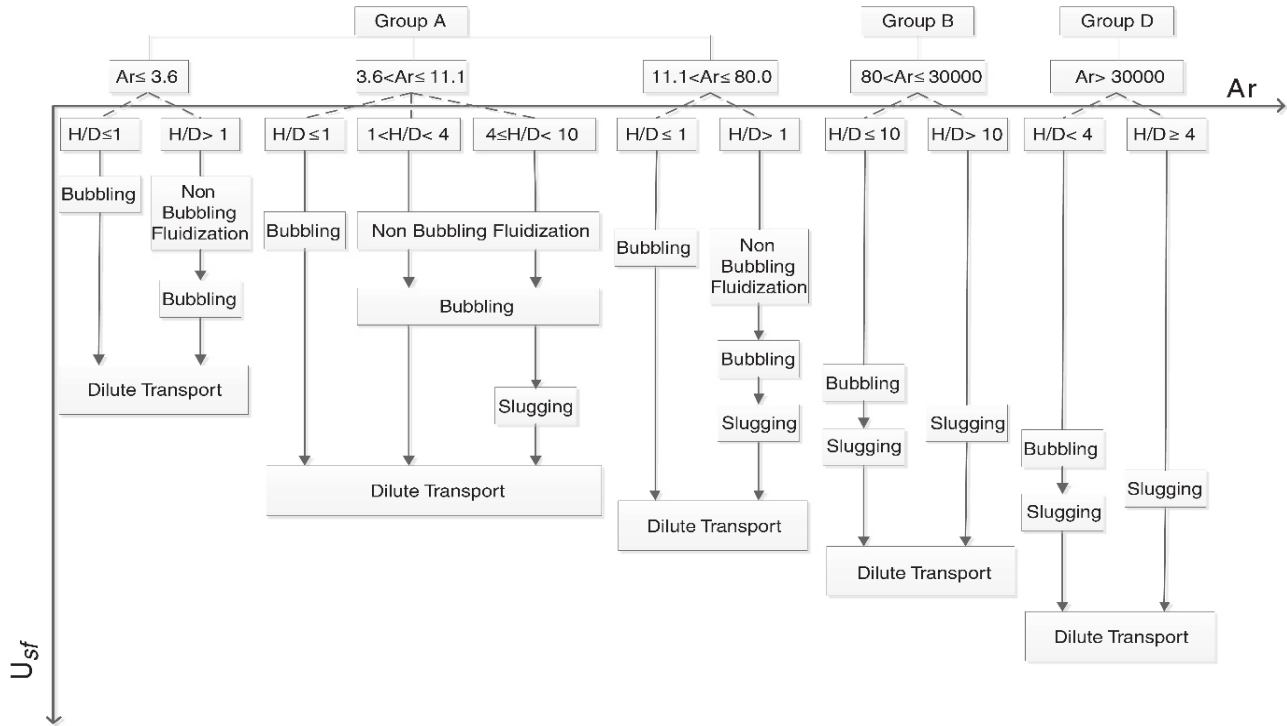 Group A
Group B
Group D
Ar≤ 3.6
3.6<Ar≤ 11.1
11.1<Ar≤ 80.0
80<Ar≤ 30000
Ar> 30000
Ar
H/D≤1
H/D> 1
H/D≤1
1<H/D< 4
4≤H/D< 10
H/D ≤ 1
H/D> 1
H/D ≤ 10
H/D> 10
H/D< 4
H/D ≥ 4
Bubbling
Non
Bubbling
Fluidization
Bubbling
Dilute Transport
Bubbling
Non Bubbling Fluidization
Bubbling
Slugging
Dilute Transport
Bubbling
Non
Bubbling
Fluidization
Bubbling
Slugging
Dilute Transport
Bubbling
Slugging
Slugging
Dilute Transport
Bubbling
Slugging
Slugging
Dilute Transport
Usf